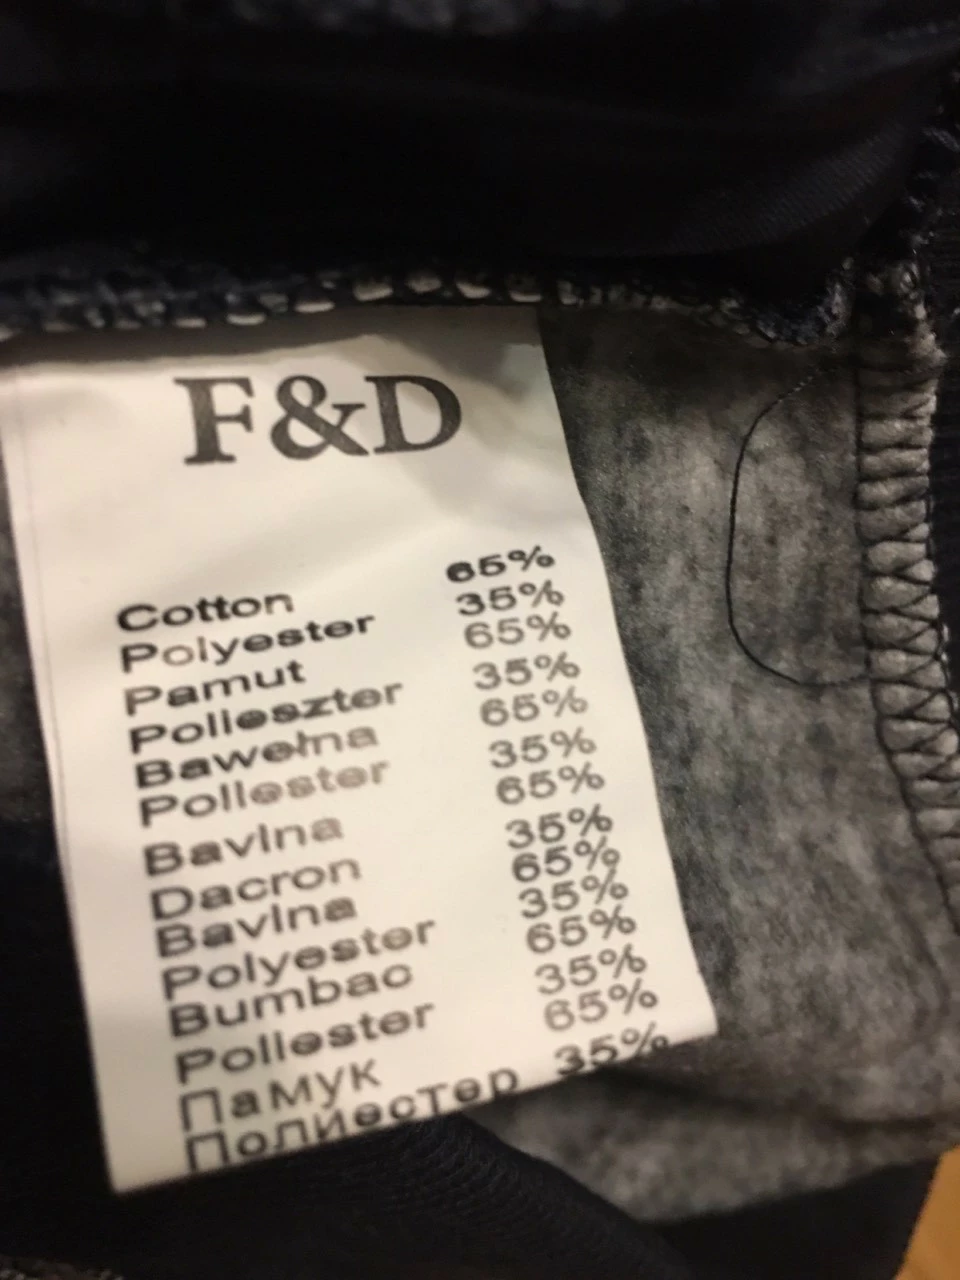 F&D
Cotton 65%
Polyester 35%
Pamut 65%
Polieszter 35%
Bawełna 65%
Poliester 35%
Bavlna 65%
Dacron 35%
Bavlna 65%
Polyester 35%
Bumbac 65%
Poliester 35%
Памук 65%
Полиестер 35%